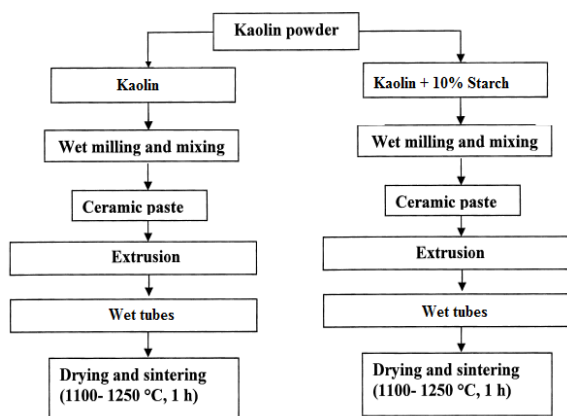 Kaolin powder
Kaolin
Kaolin + 10% Starch
Wet milling and mixing
Wet milling and mixing
Ceramic paste
Ceramic paste
Extrusion
Extrusion
Wet tubes
Wet tubes
Drying and sintering
(1100- 1250 °C, 1 h)
Drying and sintering
(1100- 1250 °C, 1 h)